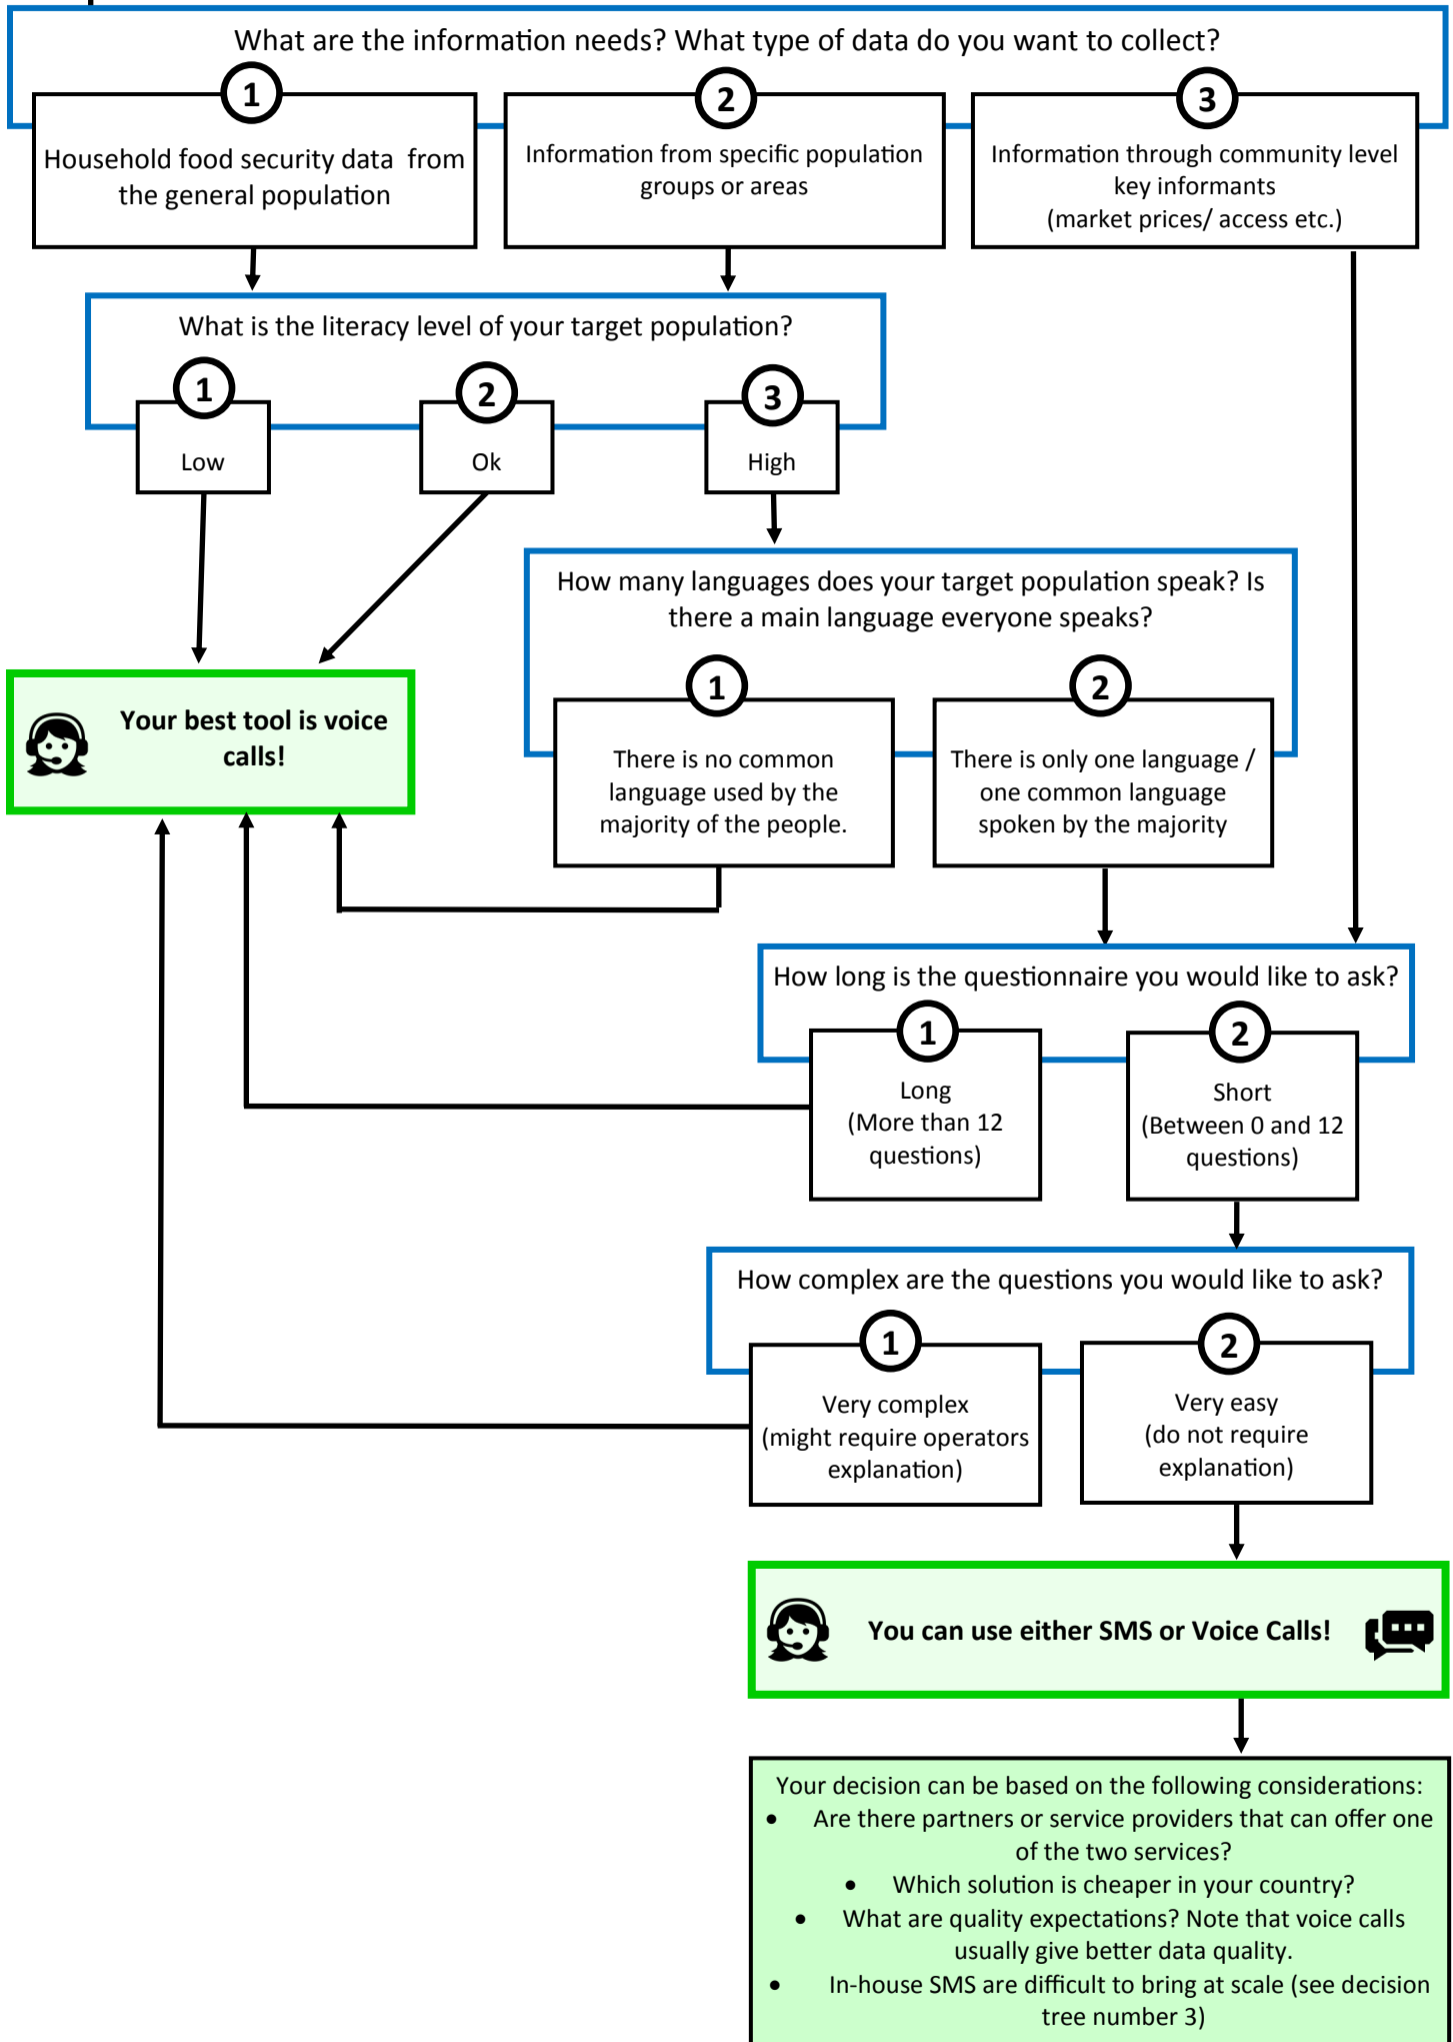 What are the information needs? What type of data do you want to collect?
1
Household food security data from
the general population
2
Information from specific population
groups or areas
3
Information through community level
key informants
(market prices/ access etc.)
What is the literacy level of your target population?
1
Low
2
Ok
3
High
How many languages does your target population speak? Is
there a main language everyone speaks?
1
There is no common
language used by the
majority of the people.
2
There is only one language /
one common language
spoken by the majority
Your best tool is voice
calls!
How long is the questionnaire you would like to ask?
1
Long
(More than 12
questions)
2
Short
(Between 0 and 12
questions)
How complex are the questions you would like to ask?
1
Very complex
(might require operators
explanation)
2
Very easy
(do not require
explanation)
You can use either SMS or Voice Calls!
Your decision can be based on the following considerations:
• Are there partners or service providers that can offer one
of the two services?
• Which solution is cheaper in your country?
• What are quality expectations? Note that voice calls
usually give better data quality.
• In-house SMS are difficult to bring at scale (see decision
tree number 3)